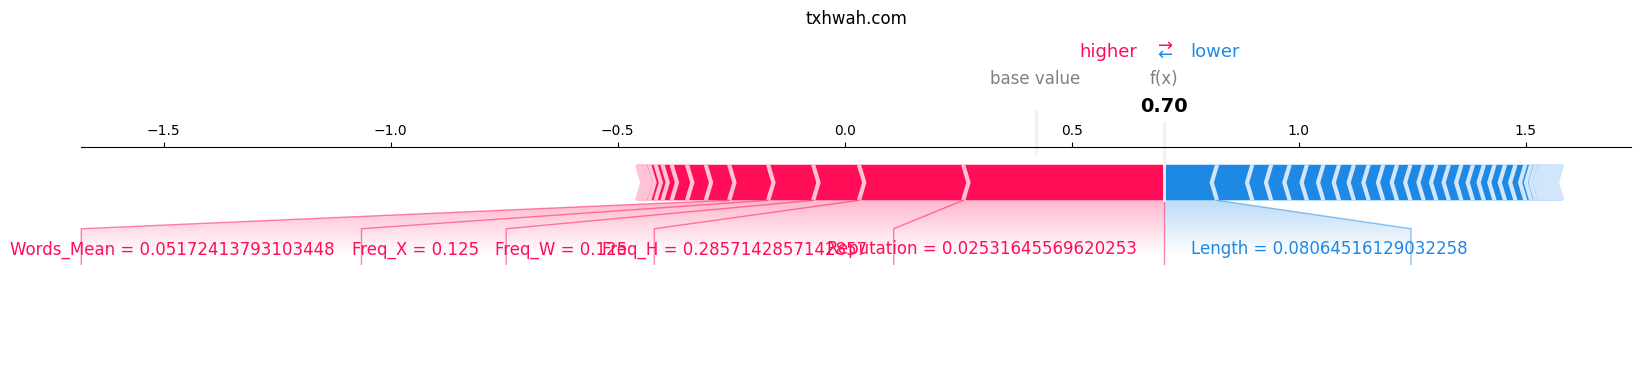 txhwah.com
higher ⇄ lower
base value f(x)
0.70
−1.5 −1.0 −0.5 0.0 0.5 1.0 1.5
Words_Mean = 0.05172413793103448 Freq_X = 0.125 Freq_W = 0.125 Freq_H = 0.2857142857142857 Reputation = 0.02531645569620253 Length = 0.08064516129032258